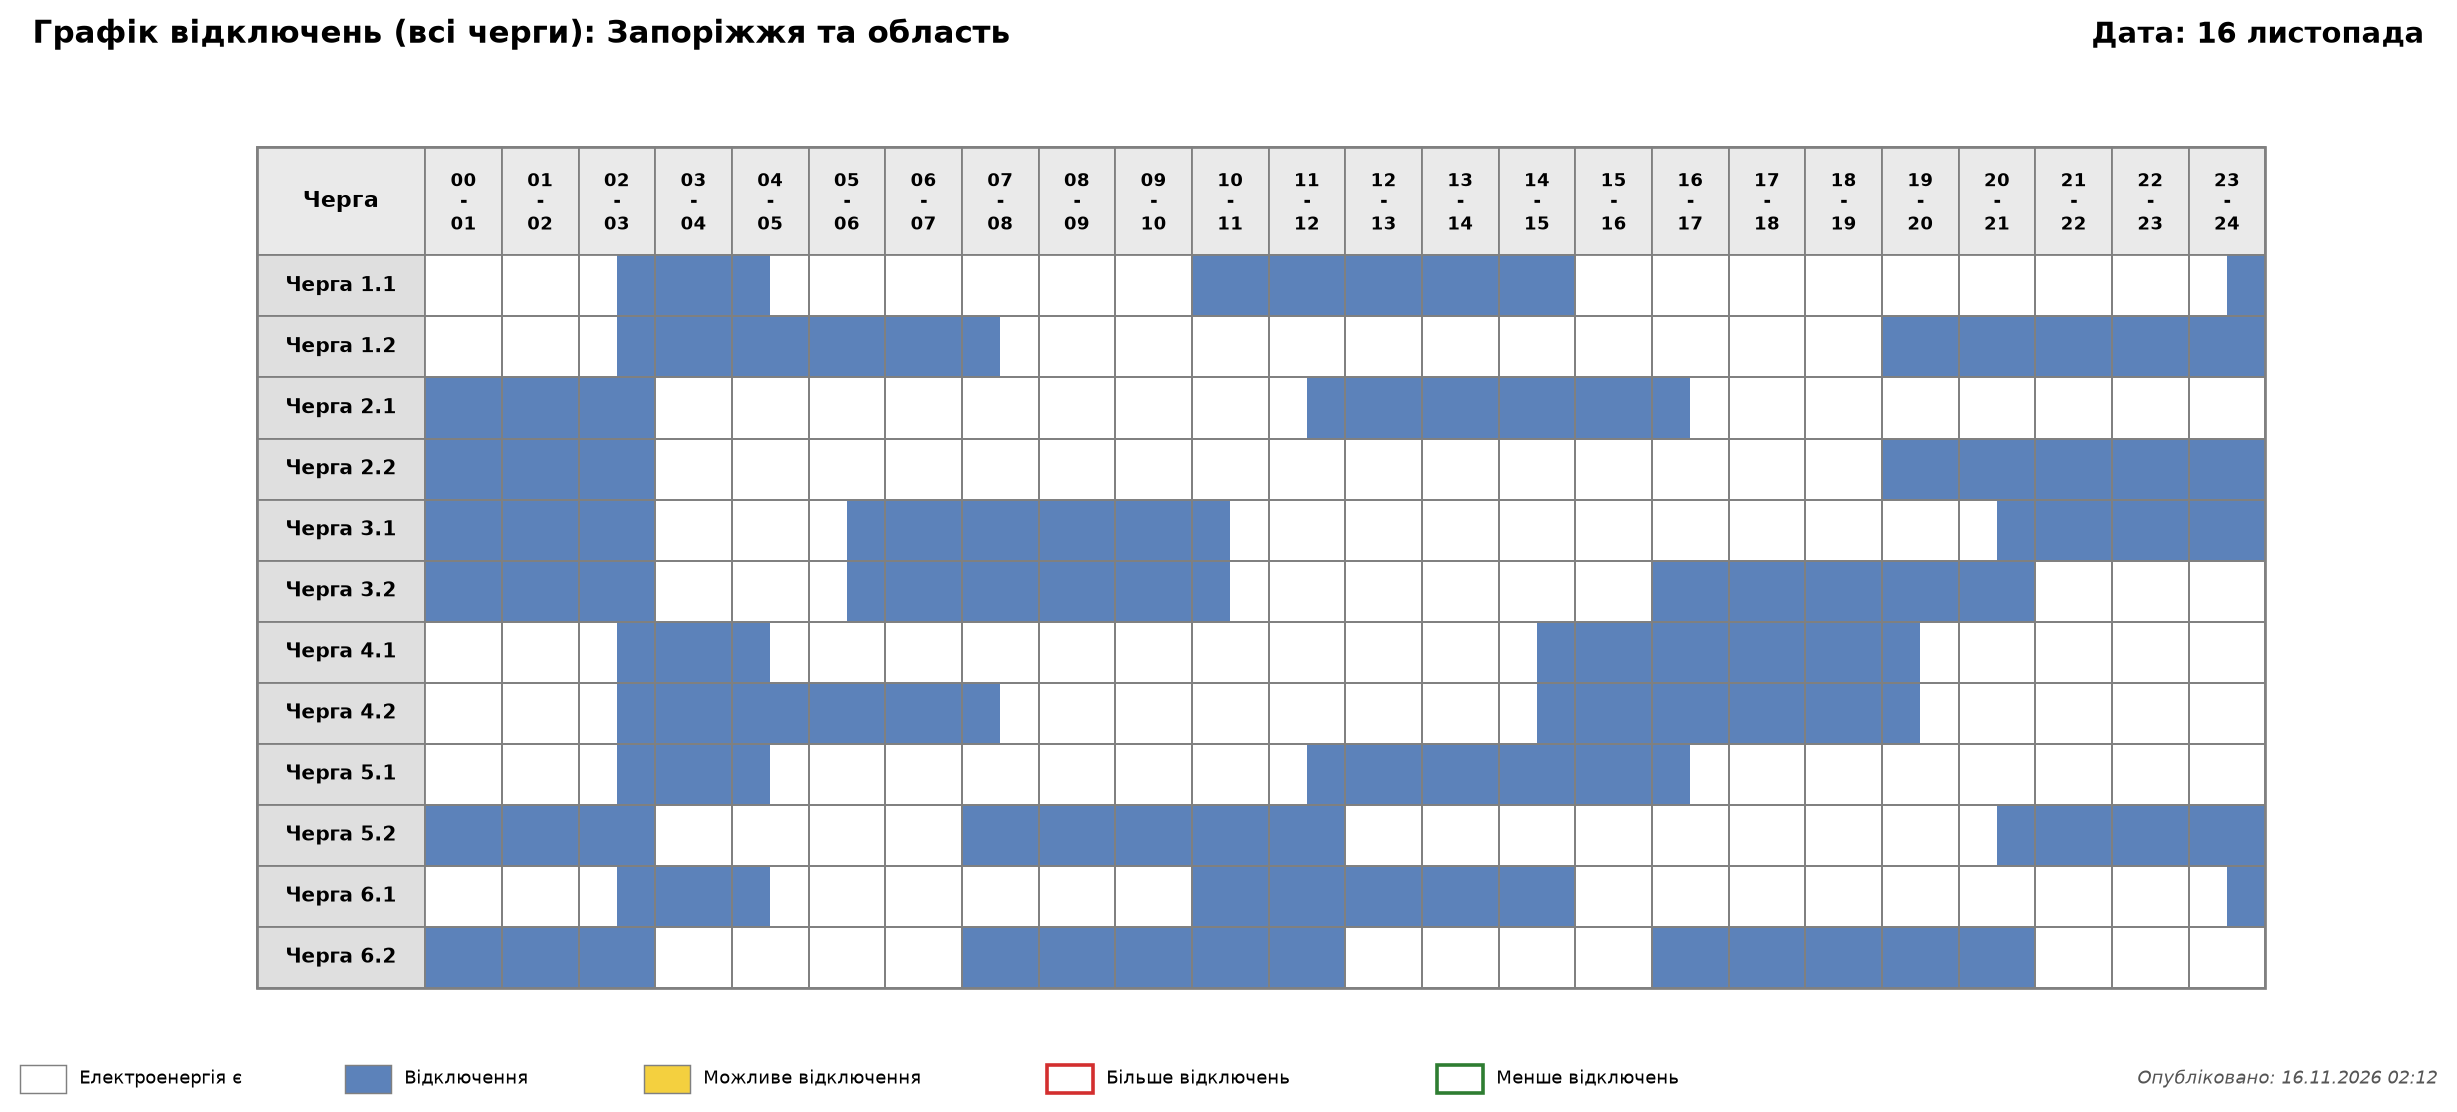 Графік відключень (всі черги): Запоріжжя та область
Дата: 16 листопада
Черга 00 - 01 01 - 02 02 - 03 03 - 04 04 - 05 05 - 06 06 - 07 07 - 08 08 - 09 09 - 10 10 - 11 11 - 12 12 - 13 13 - 14 14 - 15 15 - 16 16 - 17 17 - 18 18 - 19 19 - 20 20 - 21 21 - 22 22 - 23 23 - 24
Черга 1.1
Черга 1.2
Черга 2.1
Черга 2.2
Черга 3.1
Черга 3.2
Черга 4.1
Черга 4.2
Черга 5.1
Черга 5.2
Черга 6.1
Черга 6.2
Електроенергія є
Відключення
Можливе відключення
Більше відключень
Менше відключень
Опубліковано: 16.11.2026 02:12